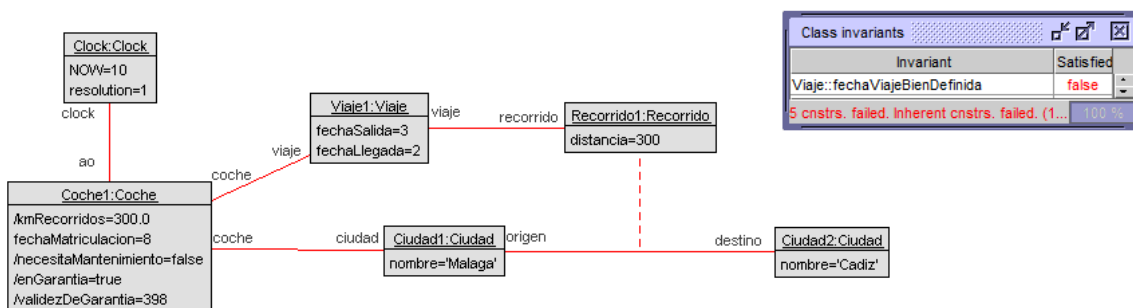 Clock:Clock
NOW=10
resolution=1
clock
ao
Coche1:Coche
/kmRecorridos=300.0
fechaMatriculacion=8
/necesitaMantenimiento=false
/enGarantia=true
/validezDeGarantia=398
coche
viaje
Viaje1:Viaje
fechaSalida=3
fechaLlegada=2
viaje
recorrido
Recorrido1:Recorrido
distancia=300
coche
ciudad
Ciudad1:Ciudad
nombre='Malaga'
origen
destino
Ciudad2:Ciudad
nombre='Cadiz'
Class invariants
Invariant Satisfied
Viaje::fechaViajeBienDefinida false
5 cnstrs. failed. Inherent cnstrs. failed. (1... 100 %